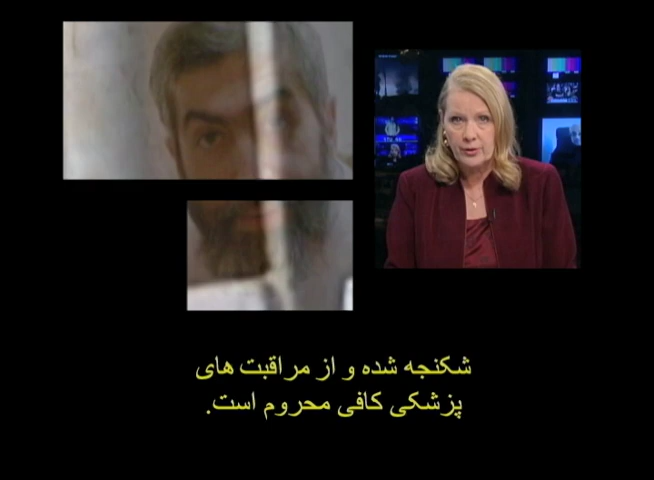 شکنجه شده و از مراقبت های
پزشکی کافی محروم است.